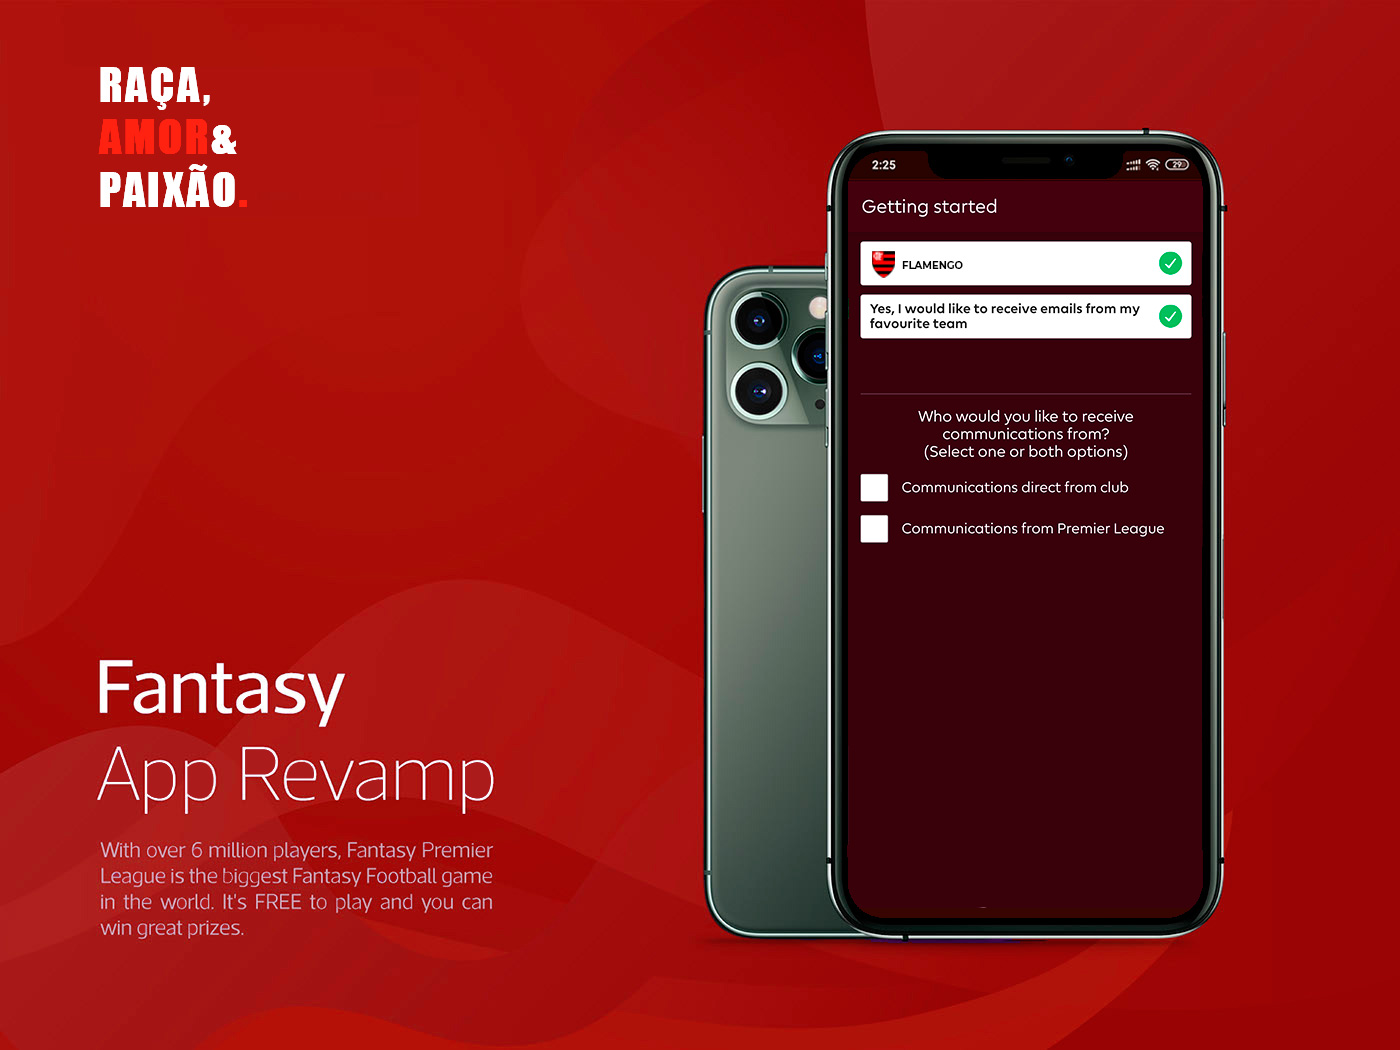 RAÇA,
AMOR&
PAIXÃO.
Fantasy
App Revamp
With over 6 million players, Fantasy Premier
League is the biggest Fantasy Football game
in the world. It's FREE to play and you can
win great prizes.
2:25
29
Getting started
FLAMENGO
Yes, I would like to receive emails from my
favourite team
Who would you like to receive
communications from?
(Select one or both options)
Communications direct from club
Communications from Premier League